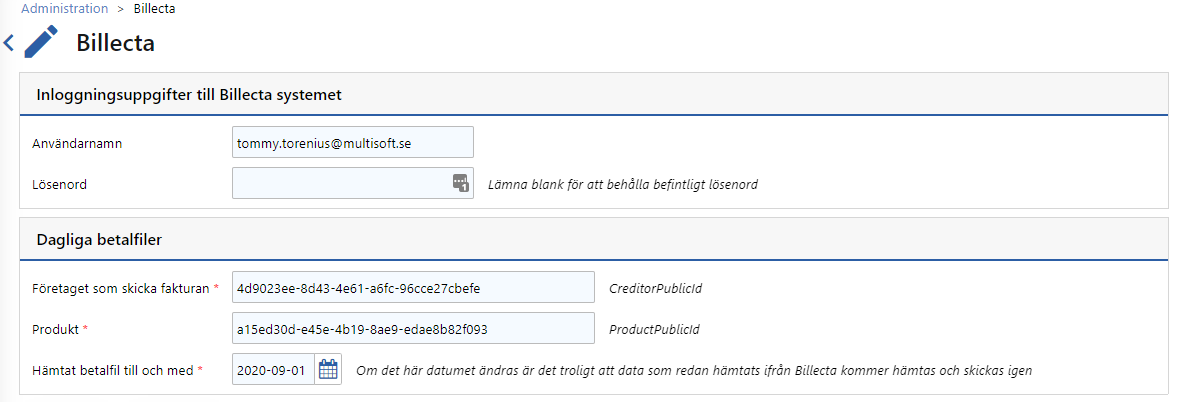 Administration > Billecta
Billecta
Inloggningsuppgifter till Billecta systemet
Användarnamn tommy.torenius@multisoft.se
Lösenord Lämna blank för att behålla befintligt lösenord
Dagliga betalfiler
Företaget som skicka fakturan * 4d9023ee-8d43-4e61-a6fc-96cce27cbefe CreditorPublicId
Produkt * a15ed30d-e45e-4b19-8ae9-edae8b82f093 ProductPublicId
Hämtat betalfil till och med * 2020-09-01 Om det här datumet ändras är det troligt att data som redan hämtats ifrån Billecta kommer hämtas och skickas igen